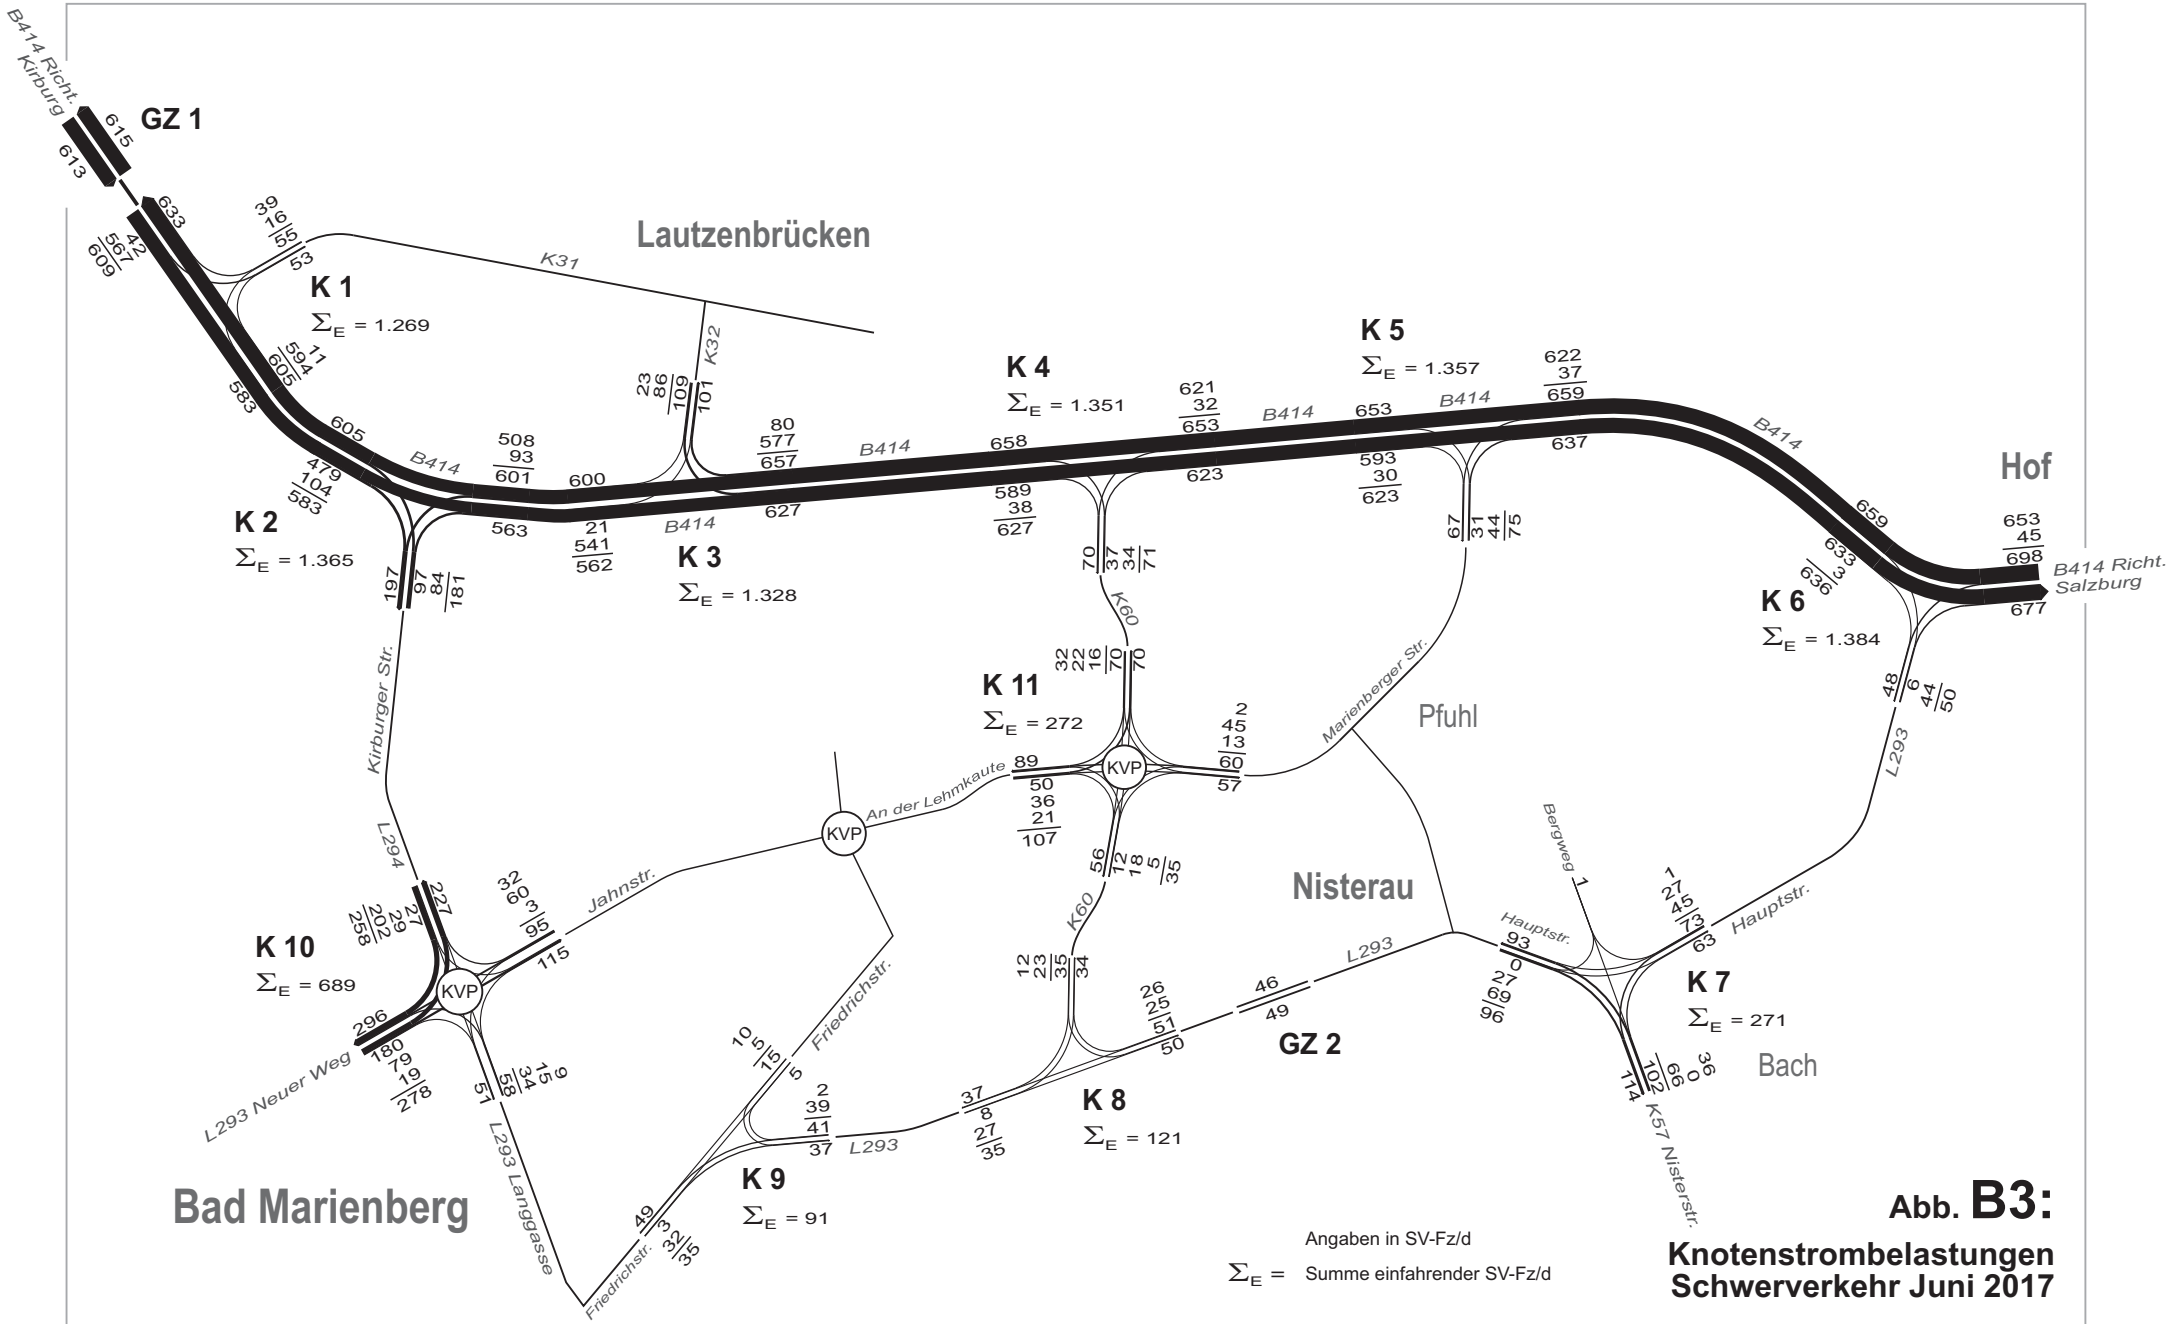 B414 Richt.
Kirburg
615
613
GZ 1
633
42
567
609
39
16
55
53
K 1
ΣE = 1.269
Lautzenbrücken
K31
K32
11
594
605
583
605
B414
479
104
583
K 2
ΣE = 1.365
197
97
84
181
508
93
601
563
600
21
541
562
23
86
109
101
80
577
657
627
B414
K 3
ΣE = 1.328
B414
K 4
ΣE = 1.351
658
589
38
627
70
37
34
71
621
32
653
623
B414
K 5
ΣE = 1.357
653
B414
593
30
623
67
31
44
75
622
37
659
637
B414
Hof
659
633
3
636
653
45
698
677
B414 Richt.
Salzburg
K 6
ΣE = 1.384
48
6
44
50
L293
Kirburger Str.
L294
K60
32
22
16
70
70
K 11
ΣE = 272
2
45
13
60
57
KVP
89
50
36
21
107
56
12
18
5
35
K60
Marienberger Str.
Pfuhl
An der Lehmkaute
KVP
Jahnstr.
227
27
29
202
258
32
60
3
95
115
K 10
ΣE = 689
KVP
296
180
79
19
278
51
58
34
15
9
L293 Neuer Weg
L293 Langgasse
Friedrichstr.
10
5
15
5
2
39
41
37
L293
K 9
ΣE = 91
49
3
32
35
Friedrichstr.
12
23
35
34
26
25
51
50
37
8
27
35
K 8
ΣE = 121
46
49
GZ 2
L293
Nisterau
Bergweg
1
Hauptstr.
93
0
27
69
96
1
27
45
73
63
Hauptstr.
K 7
ΣE = 271
Bach
114
102
66
0
36
K57 Nisterstr.
Bad Marienberg
Angaben in SV-Fz/d
ΣE = Summe einfahrender SV-Fz/d
Abb. B3:
Knotenstrombelastungen
Schwerverkehr Juni 2017